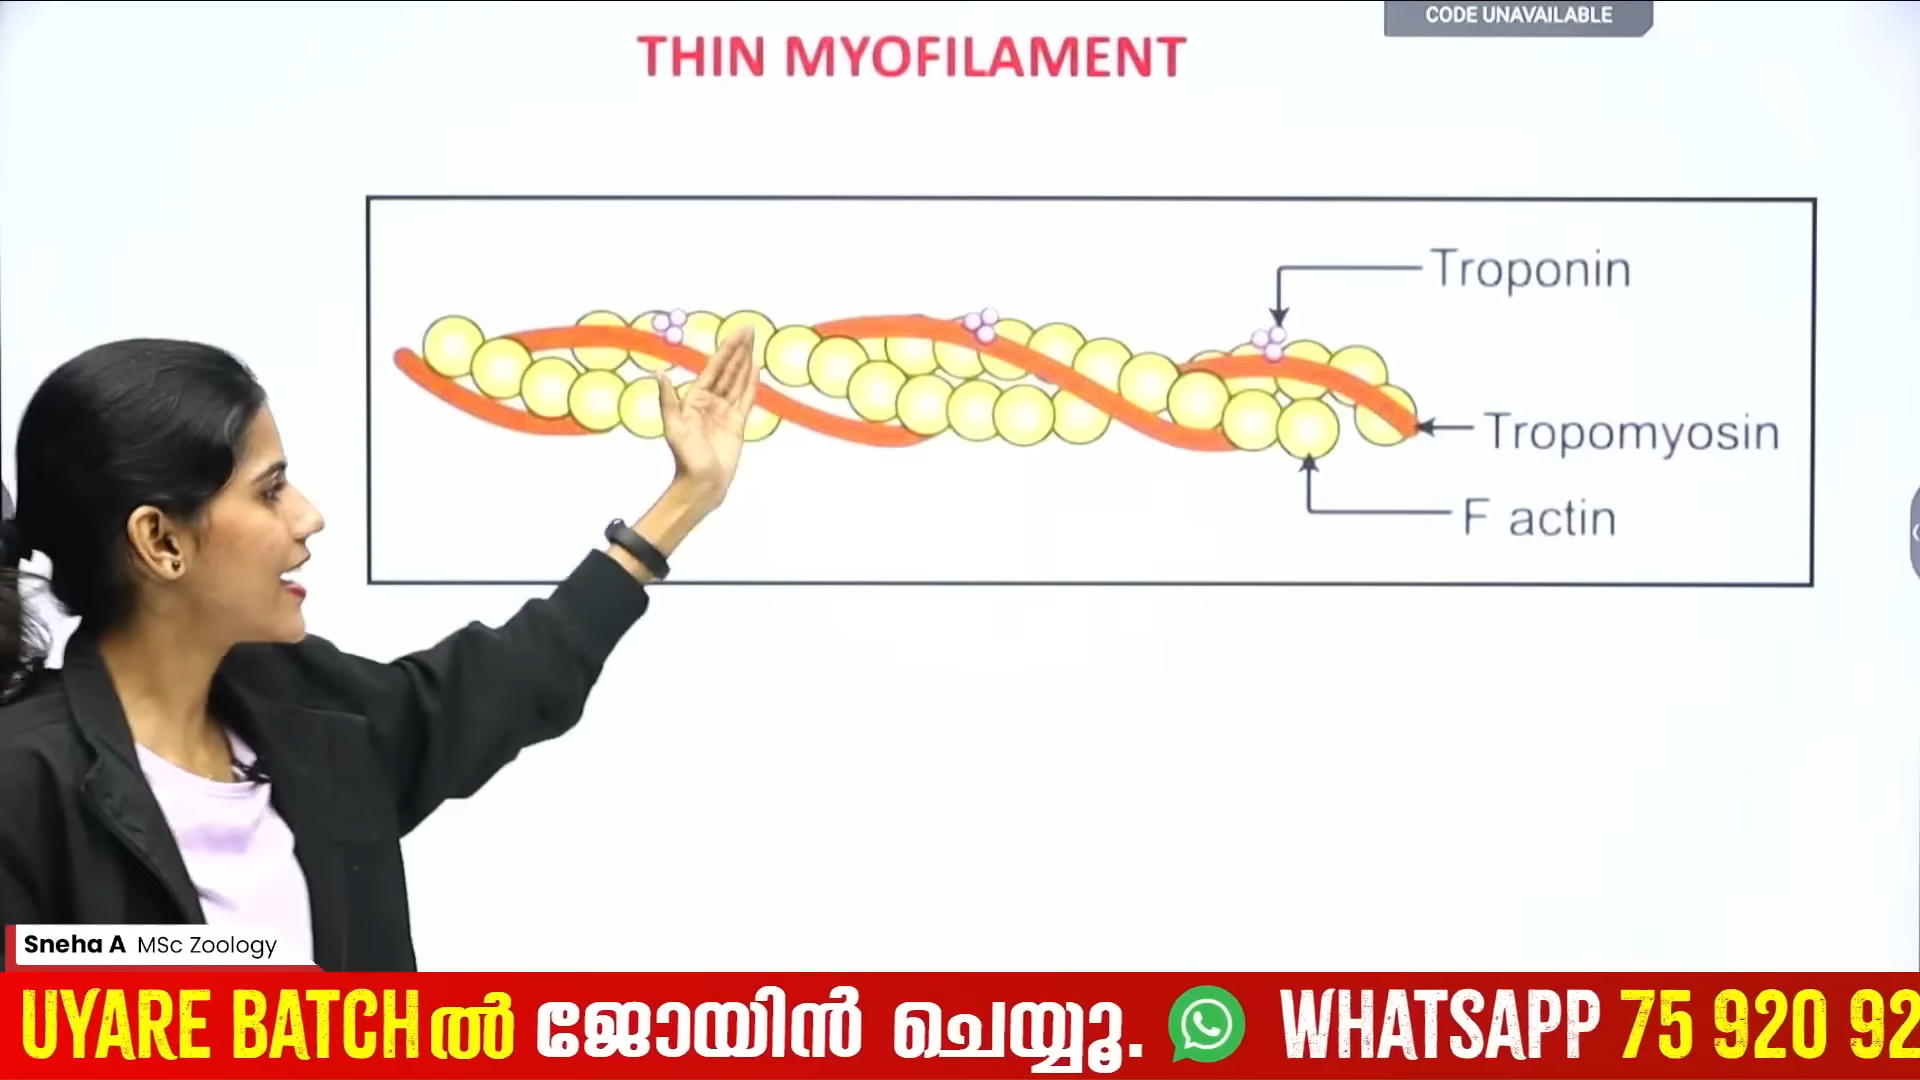 CODE UNAVAILABLE
THIN MYOFILAMENT
Troponin
Tropomyosin
F actin
Sneha A MSc Zoology
UYARE BATCHൽ ജോയിൻ ചെയ്യൂ. WHATSAPP 75 920 92